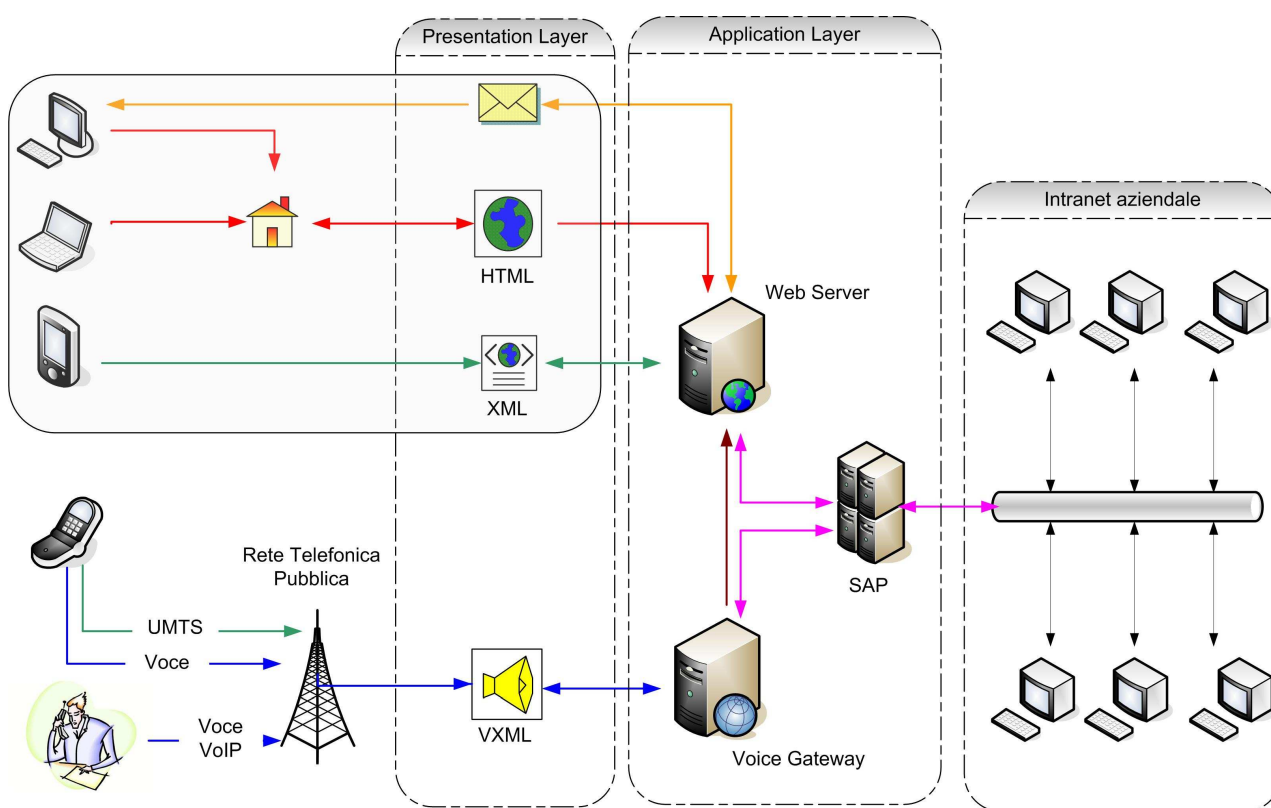 Presentation Layer
Application Layer
Intranet aziendale
HTML
Web Server
XML
SAP
Rete Telefonica
Pubblica
UMTS
Voce
Voce
VoIP
VXML
Voice Gateway